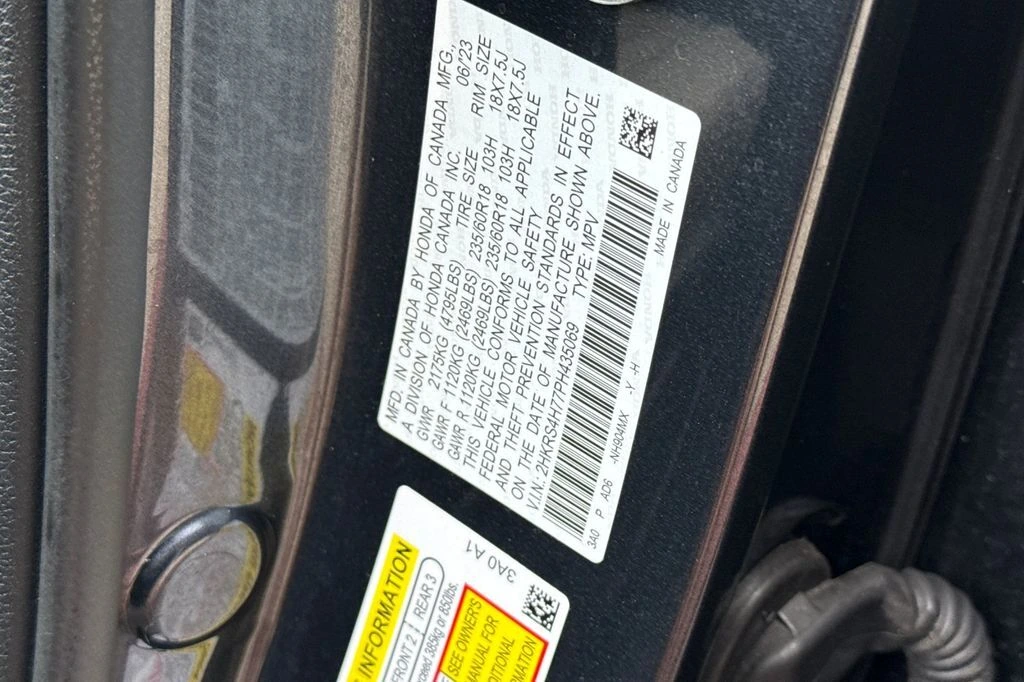 MFD. IN CANADA BY HONDA OF CANADA MFG.,
A DIVISION OF HONDA CANADA INC. 06/23
GVWR 2175KG (4795LBS) TIRE SIZE RIM SIZE
GAWR F 1120KG (2469LBS) 235/60R18 103H 18X7.5J
GAWR R 1120KG (2469LBS) 235/60R18 103H 18X7.5J
THIS VEHICLE CONFORMS TO ALL APPLICABLE
FEDERAL MOTOR VEHICLE SAFETY
AND THEFT PREVENTION STANDARDS IN EFFECT
ON THE DATE OF MANUFACTURE SHOWN ABOVE.
V.I.N.: 2HKRS4H77PH435069 TYPE: MPV
3A0 P AD6 -NH904MX -Y -H MADE IN CANADA
3A0 A1
INFORMATION
FRONT 2 REAR 3
exceed 385kg or 850lbs.
SEE OWNER'S
MANUAL FOR